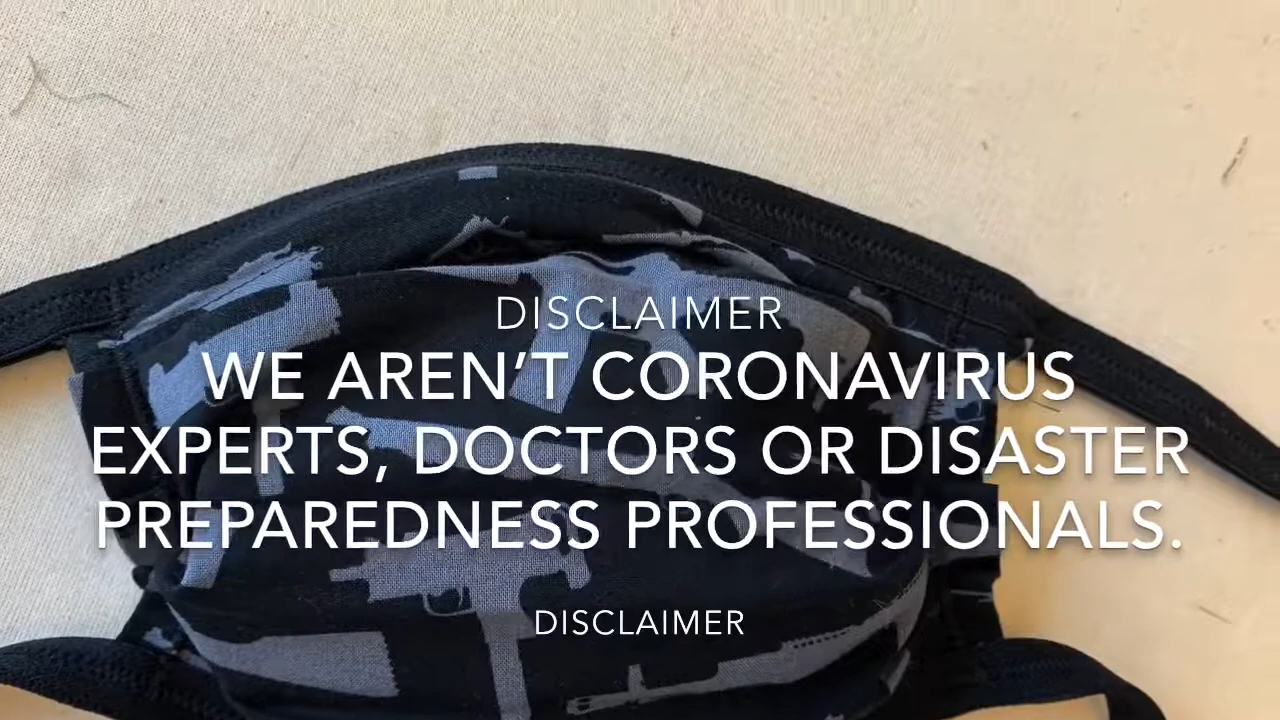 DISCLAIMER
WE AREN’T CORONAVIRUS
EXPERTS, DOCTORS OR DISASTER
PREPAREDNESS PROFESSIONALS.
DISCLAIMER